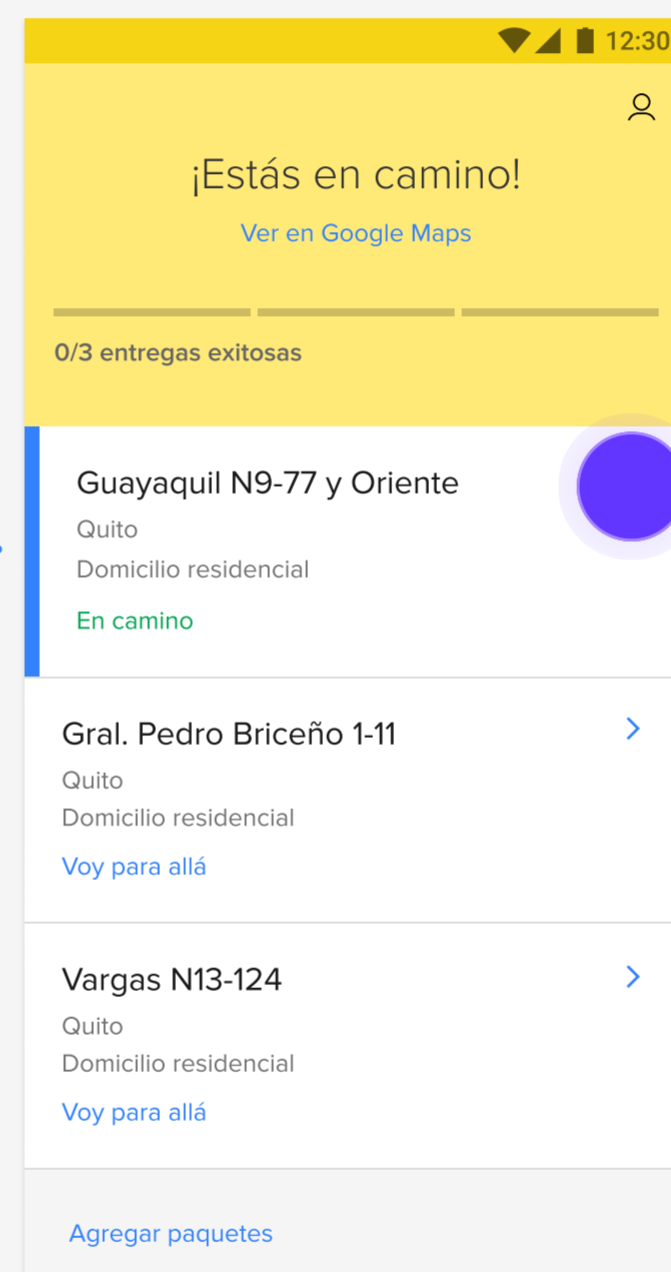 12:30
¡Estás en camino!
Ver en Google Maps
0/3 entregas exitosas
Guayaquil N9-77 y Oriente
Quito
Domicilio residencial
En camino
Gral. Pedro Briceño 1-11
Quito
Domicilio residencial
Voy para allá
Vargas N13-124
Quito
Domicilio residencial
Voy para allá
Agregar paquetes